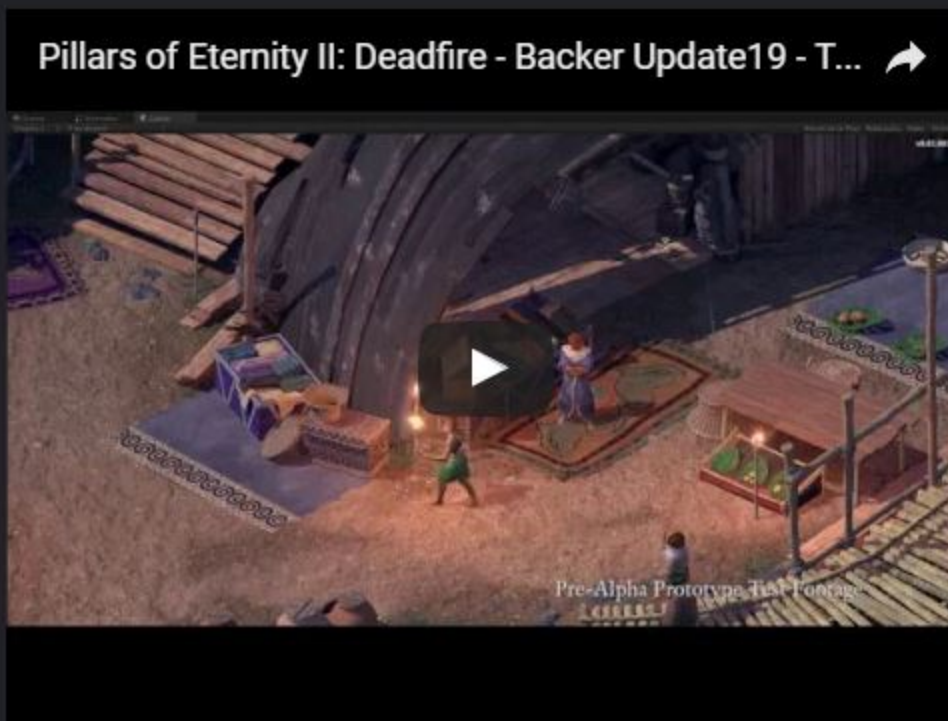 Pillars of Eternity II: Deadfire - Backer Update19 - T...
Pre-Alpha Prototype Test Footage